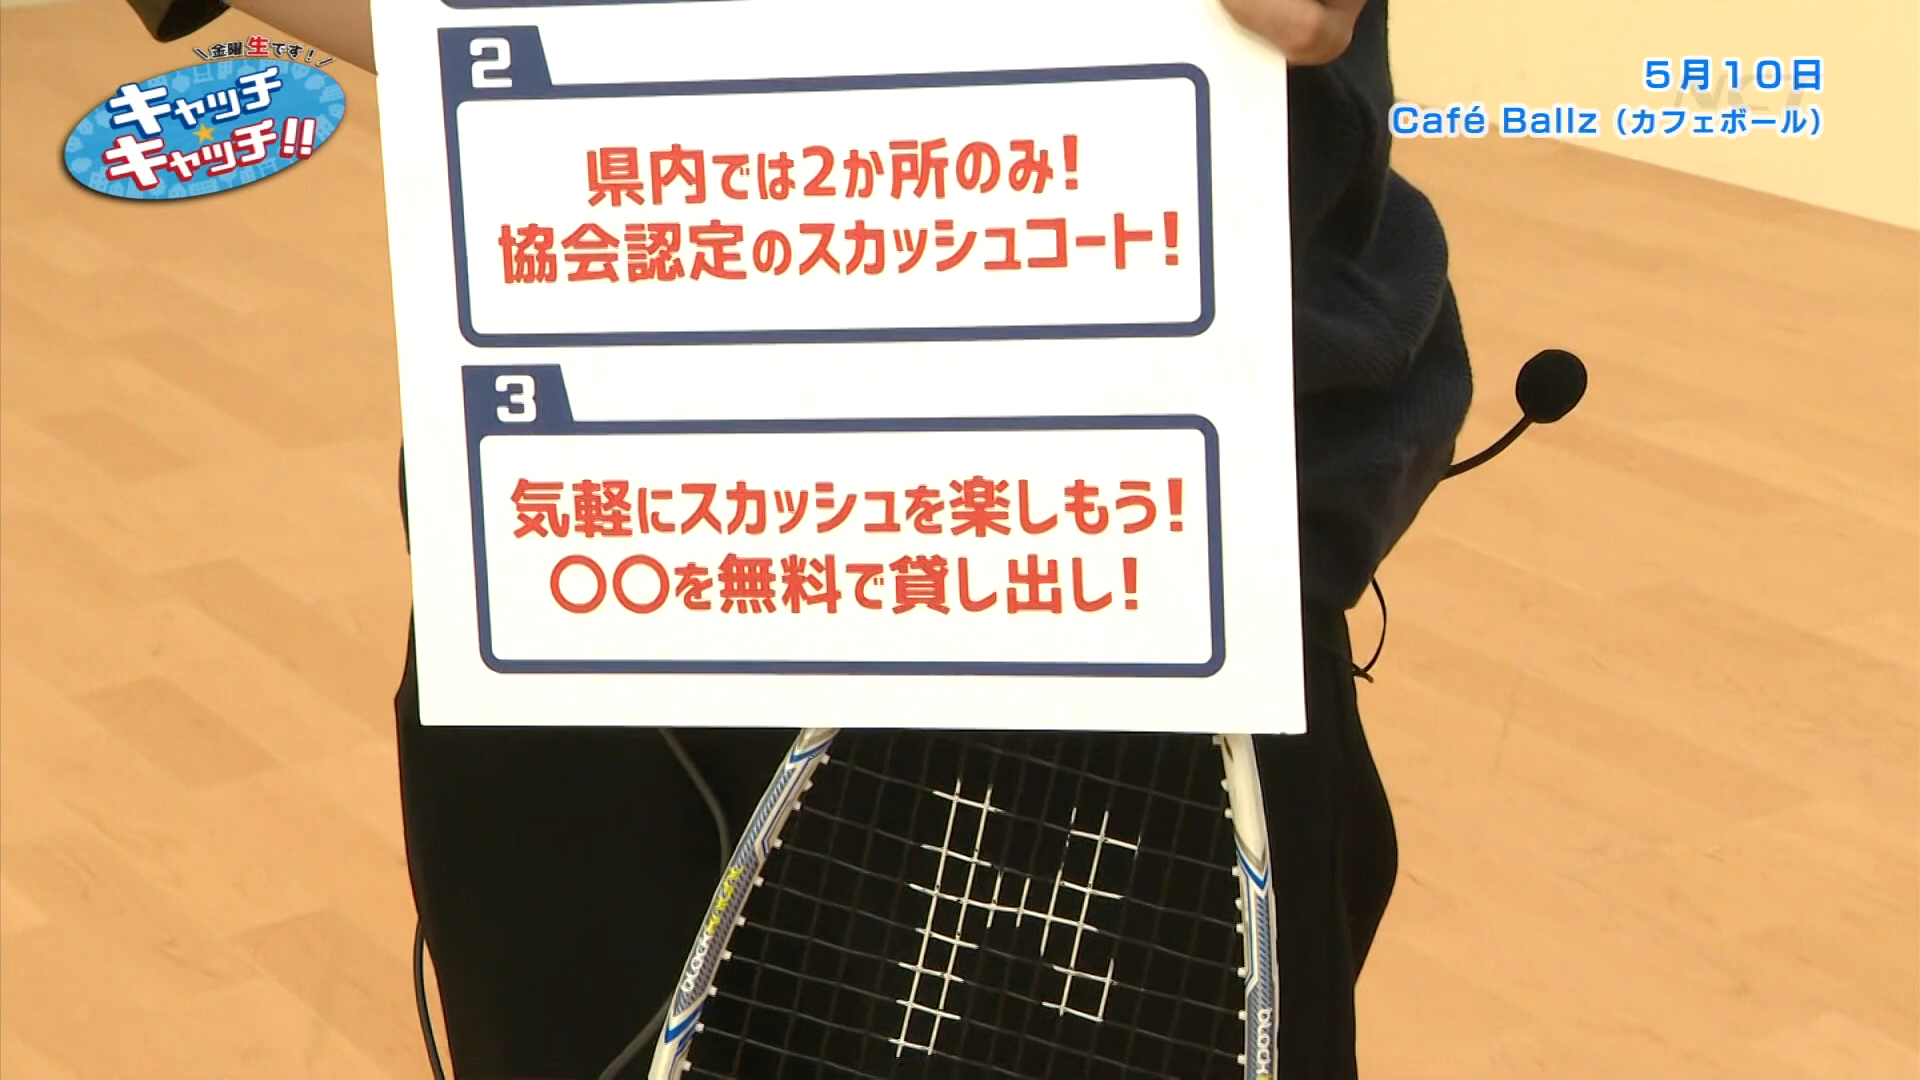 金曜生です！
キャッチ
キャッチ!!
5月10日
Café Ballz（カフェボール）
2
県内では2か所のみ！
協会認定のスカッシュコート！
3
気軽にスカッシュを楽しもう！
〇〇を無料で貸し出し！